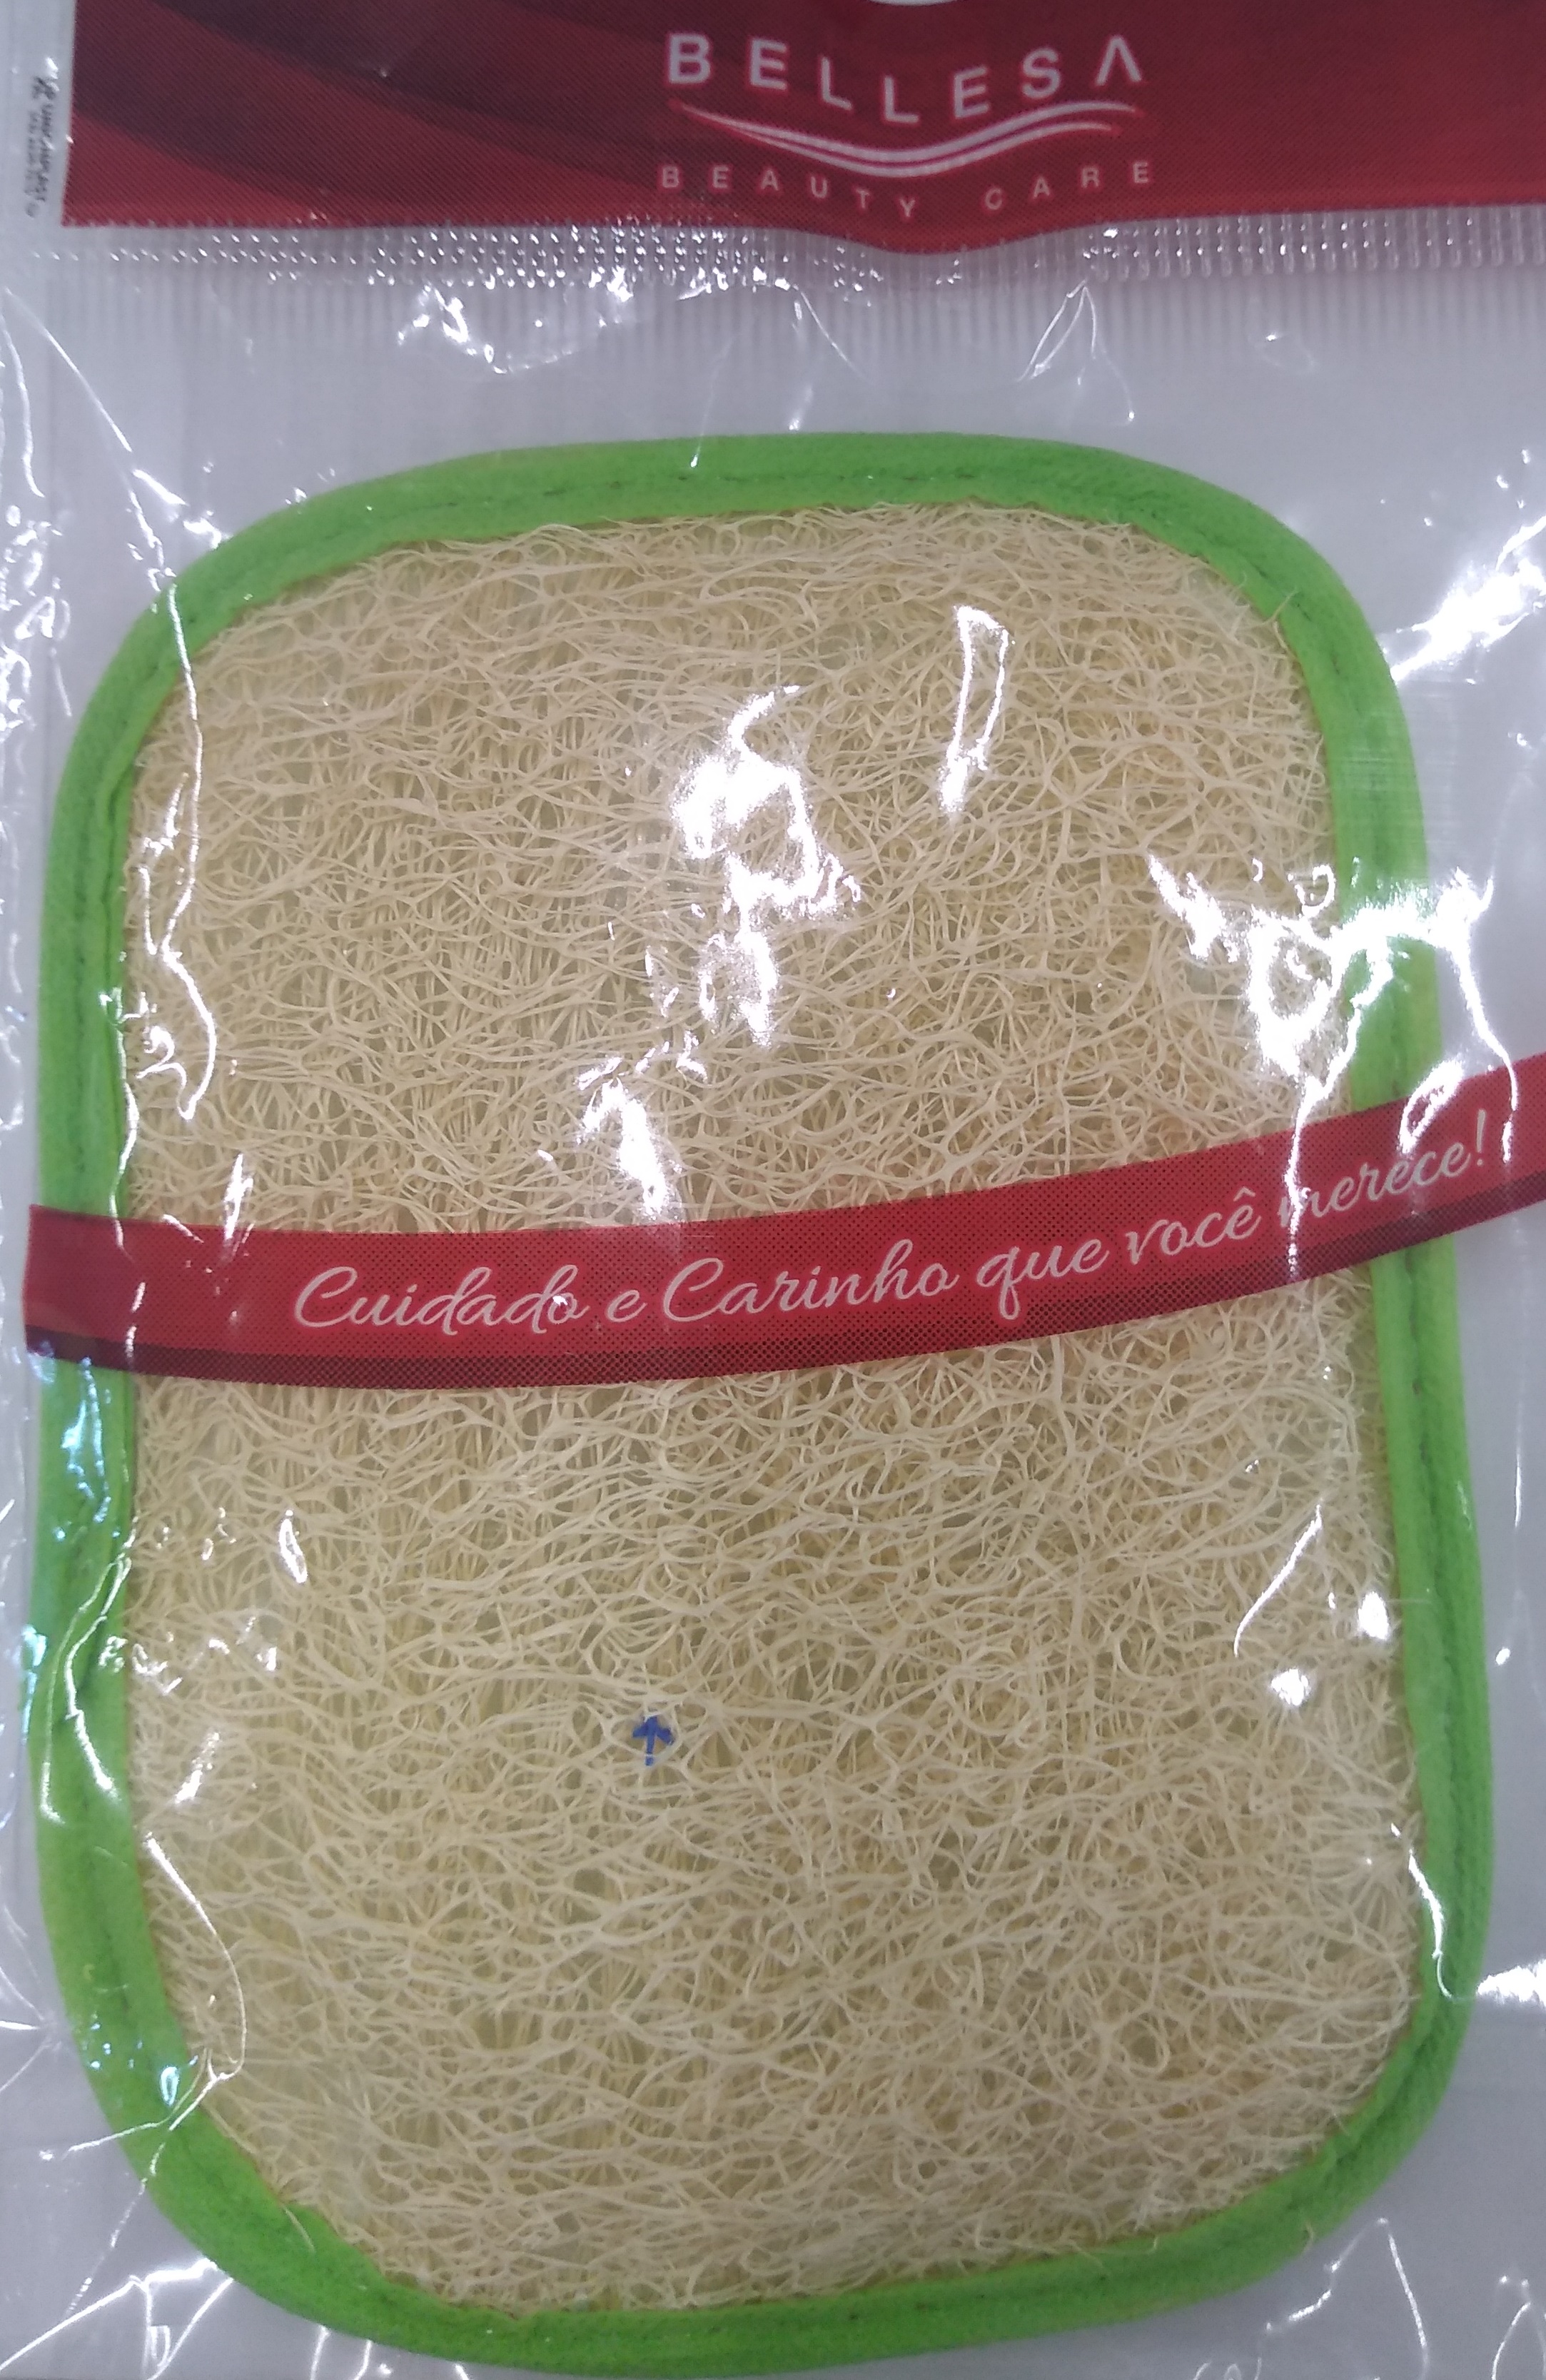 BELLESA
BEAUTY CARE
Cuidado e Carinho que você merece!